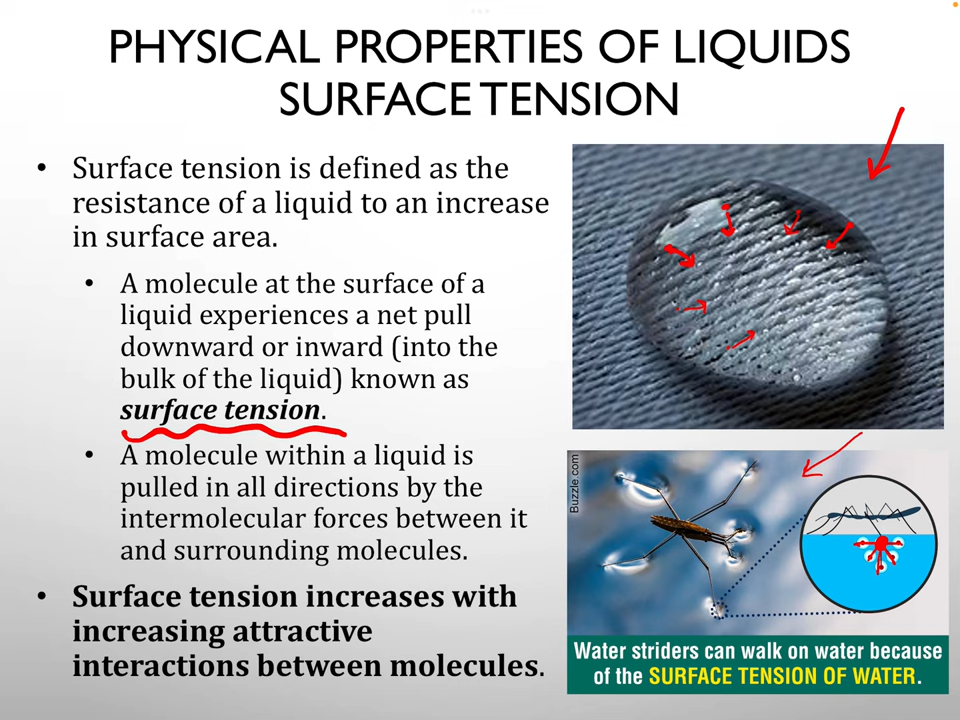 PHYSICAL PROPERTIES OF LIQUIDS
SURFACE TENSION
• Surface tension is defined as the
resistance of a liquid to an increase
in surface area.
• A molecule at the surface of a
liquid experiences a net pull
downward or inward (into the
bulk of the liquid) known as
surface tension.
• A molecule within a liquid is
pulled in all directions by the
intermolecular forces between it
and surrounding molecules.
• Surface tension increases with
increasing attractive
interactions between molecules.
Buzzle.com
Water striders can walk on water because
of the SURFACE TENSION OF WATER.